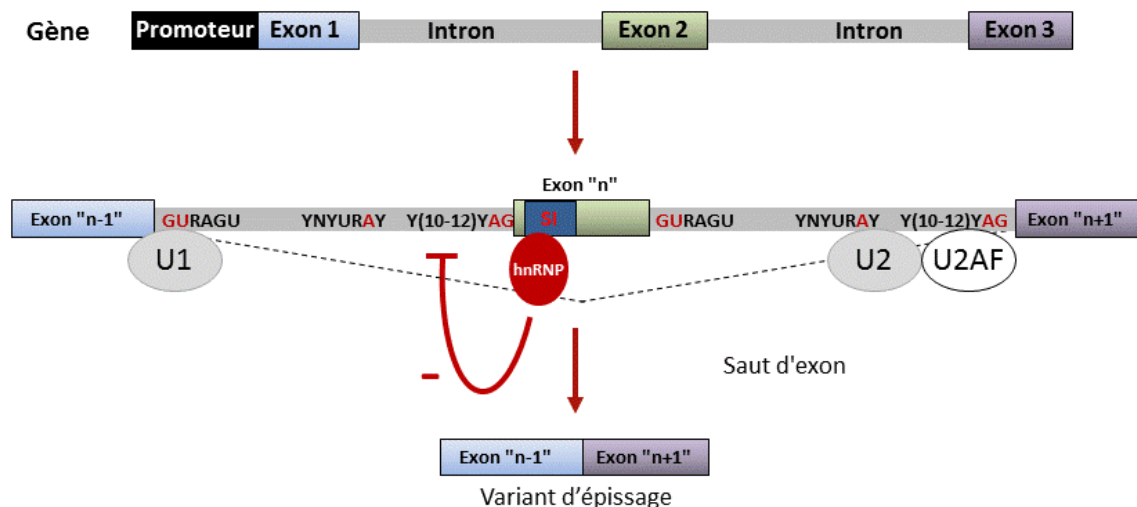 Gène Promoteur Exon 1 Intron Exon 2 Intron Exon 3
Exon "n"
Exon "n-1" GURAGU YNYURAY Y(10-12)YAG SI GURAGU YNYURAY Y(10-12)YAG Exon "n+1"
U1 hnRNP U2 U2AF
-
Saut d'exon
Exon "n-1" Exon "n+1"
Variant d’épissage